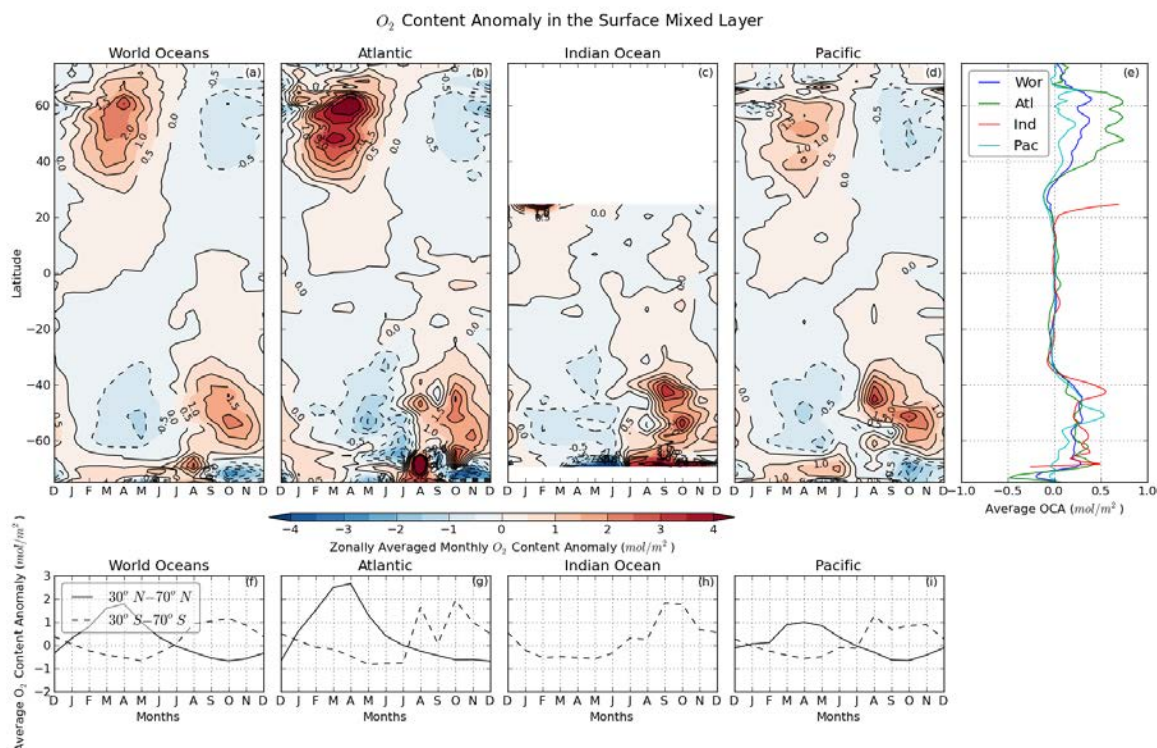 O₂ Content Anomaly in the Surface Mixed Layer
World Oceans
Atlantic
Indian Ocean
Pacific
(a)
(b)
(c)
(d)
(e)
Latitude
60
40
20
0
−20
−40
−60
D J F M A M J J A S O N D
D J F M A M J J A S O N D
D J F M A M J J A S O N D
D J F M A M J J A S O N D
Wor
Atl
Ind
Pac
−1.0 −0.5 0.0 0.5 1.0
Average OCA (mol/m²)
−4 −3 −2 −1 0 1 2 3 4
Zonally Averaged Monthly O₂ Content Anomaly (mol/m²)
Average O₂ Content Anomaly (mol/m²)
World Oceans
Atlantic
Indian Ocean
Pacific
(f)
(g)
(h)
(i)
30° N−70° N
30° S−70° S
3
2
1
0
−1
−2
D J F M A M J J A S O N D
D J F M A M J J A S O N D
D J F M A M J J A S O N D
D J F M A M J J A S O N D
Months
Months
Months
Months